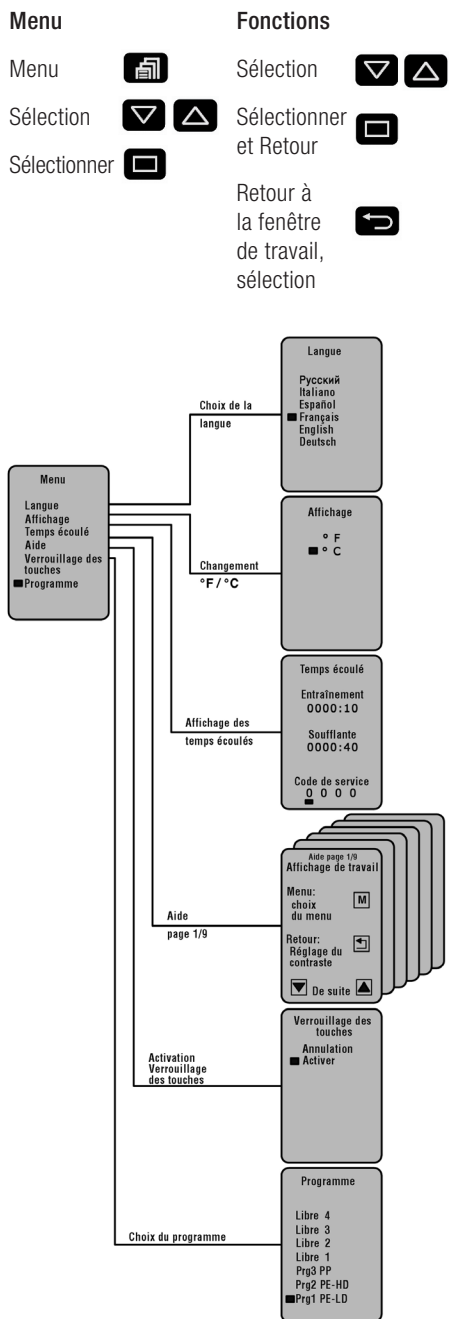 Menu
Menu
Sélection
Sélectionner
Fonctions
Sélection
Sélectionner
et Retour
Retour à
la fenêtre
de travail,
sélection
Menu
Langue
Affichage
Temps écoulé
Aide
Verrouillage des
touches
Programme
Choix de la
langue
Langue
Русский
Italiano
Español
Français
English
Deutsch
Changement
°F / °C
Affichage
° F
° C
Affichage des
temps écoulés
Temps écoulé
Entraînement
0000:10
Soufflante
0000:40
Code de service
0 0 0 0
Aide
page 1/9
Aide page 1/9
Affichage de travail
Menu:
choix
du menu
M
Retour:
Réglage du
contraste
De suite
Activation
Verrouillage
des touches
Verrouillage des
touches
Annulation
Activer
Choix du programme
Programme
Libre 4
Libre 3
Libre 2
Libre 1
Prg3 PP
Prg2 PE-HD
Prg1 PE-LD